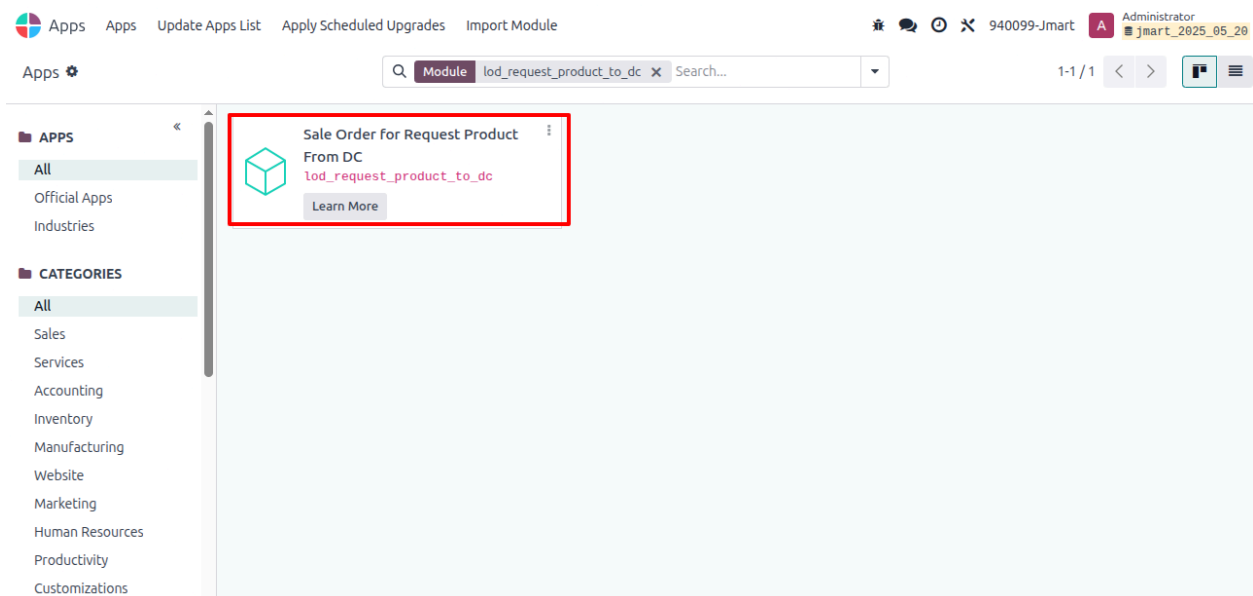 Apps Apps Update Apps List Apply Scheduled Upgrades Import Module 940099-Jmart A Administrator
jmart_2025_05_20
Apps Module lod_request_product_to_dc Search... 1-1 / 1
APPS
All
Official Apps
Industries
CATEGORIES
All
Sales
Services
Accounting
Inventory
Manufacturing
Website
Marketing
Human Resources
Productivity
Customizations
Sale Order for Request Product
From DC
lod_request_product_to_dc
Learn More